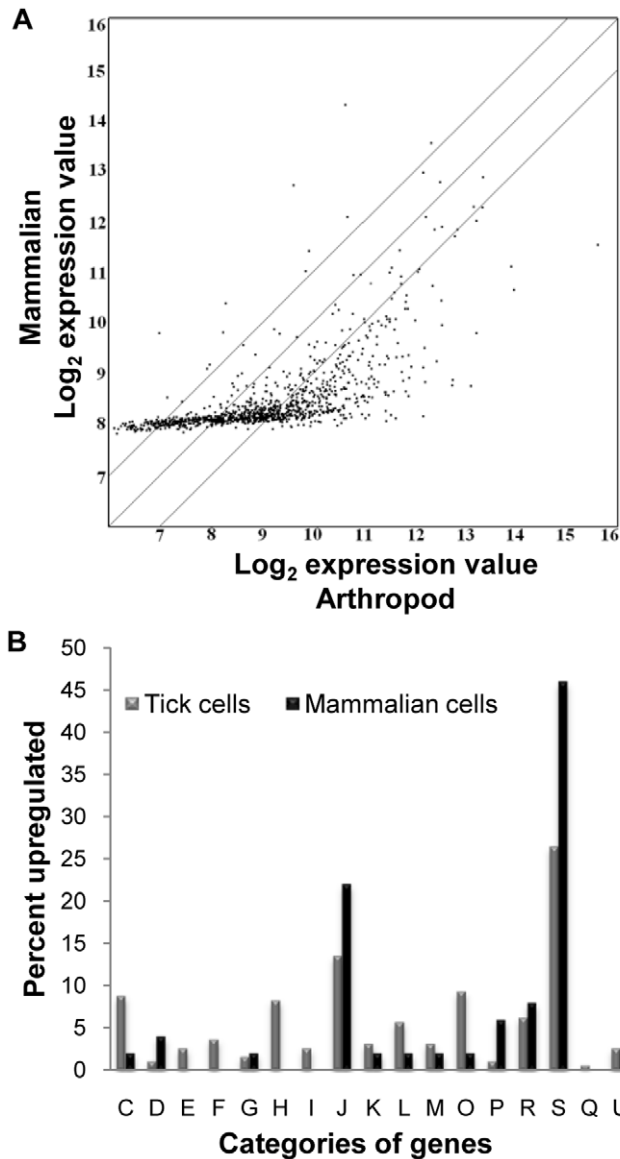 A
16
15
14
13
12
11
10
9
8
7
Mammalian
Log₂ expression value
7 8 9 10 11 12 13 14 15 16
Log₂ expression value
Arthropod
B
50
45
40
35
30
25
20
15
10
5
0
Percent upregulated
Tick cells Mammalian cells
C D E F G H I J K L M O P R S Q U
Categories of genes